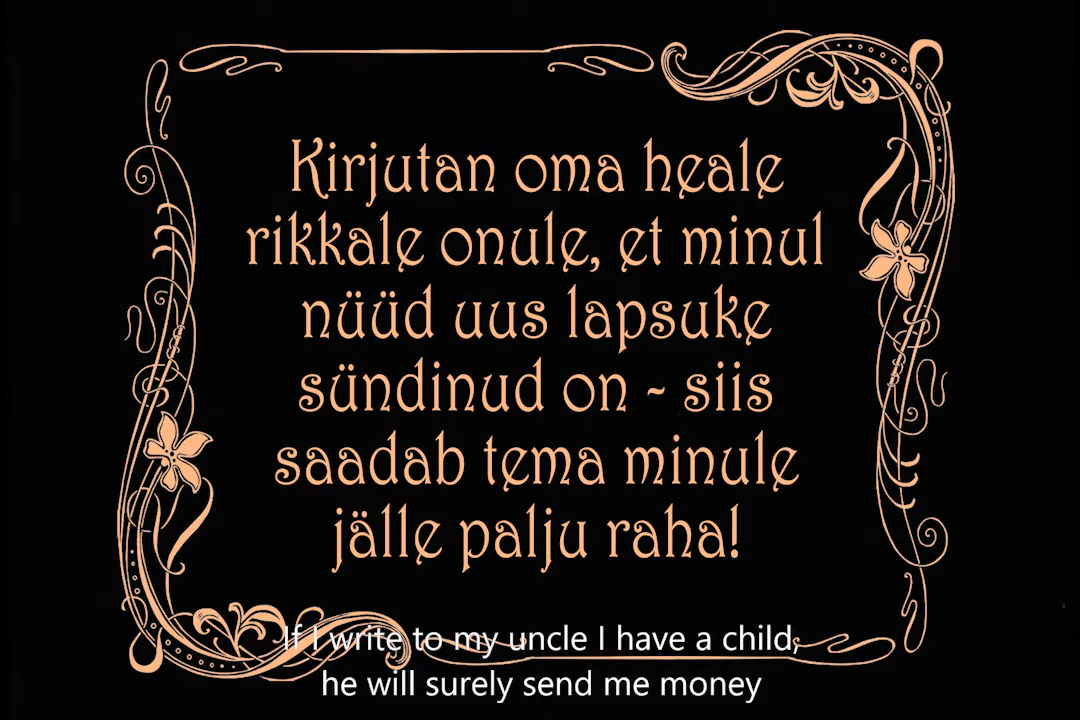 Kirjutan oma heale
rikkale onule, et minul
nüüd uus lapsuke
sündinud on - siis
saadab tema minule
jälle palju raha!
If I write to my uncle I have a child,
he will surely send me money